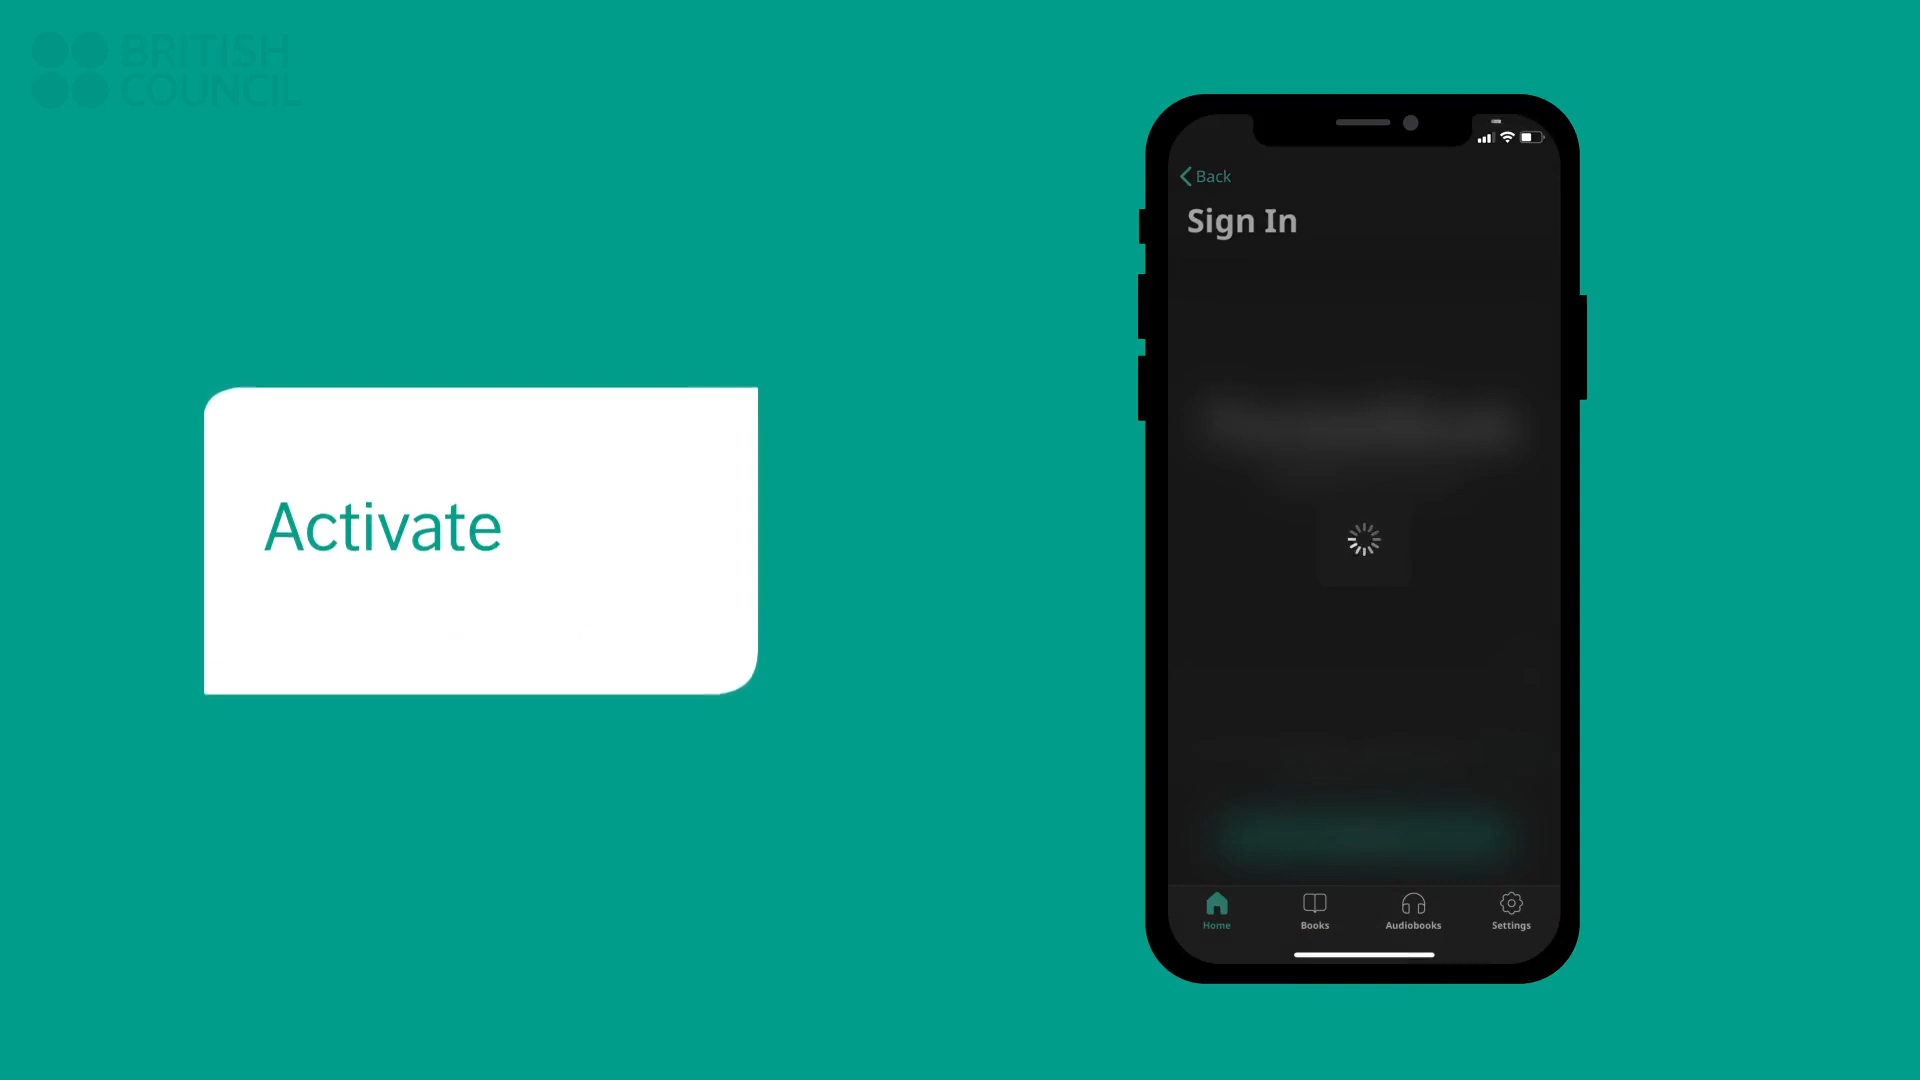 BRITISH
COUNCIL
Activate
Back
Sign In
Home
Books
Audiobooks
Settings